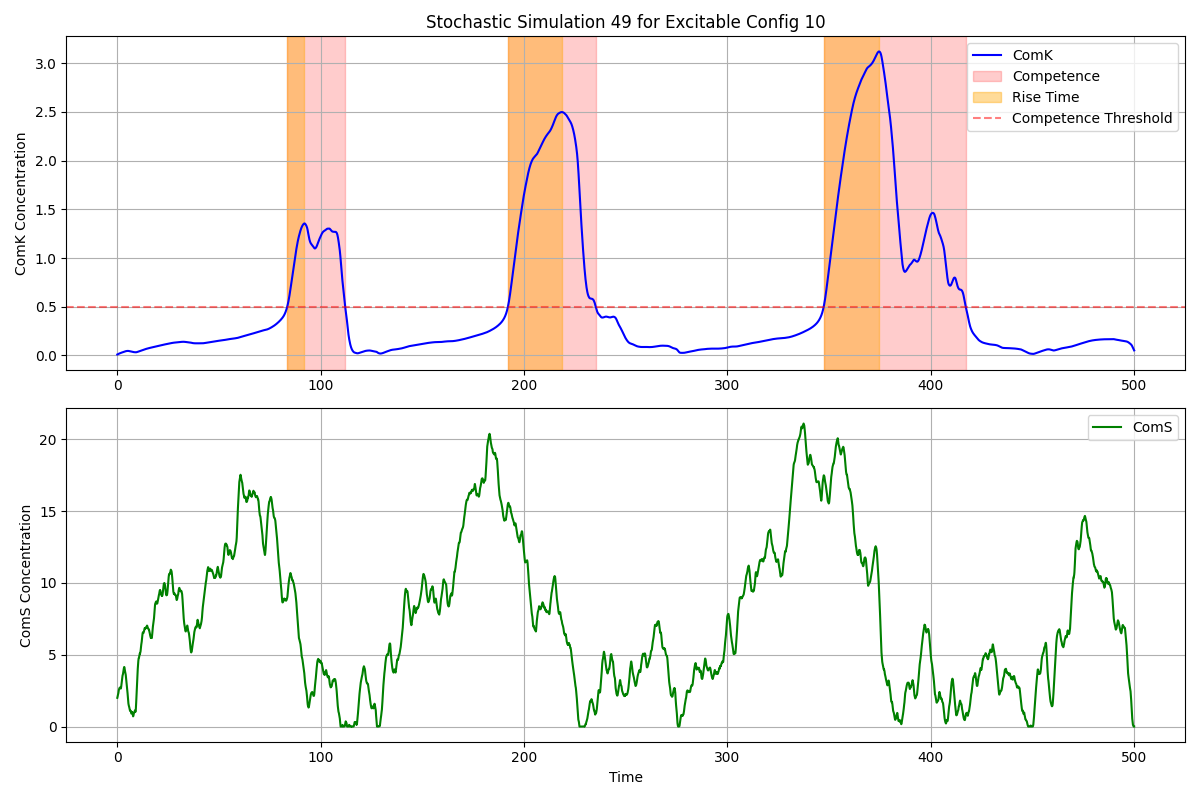 Stochastic Simulation 49 for Excitable Config 10
ComK Concentration
3.0
2.5
2.0
1.5
1.0
0.5
0.0
ComK
Competence
Rise Time
Competence Threshold
0 100 200 300 400 500
ComS Concentration
20
15
10
5
0
ComS
0 100 200 300 400 500
Time